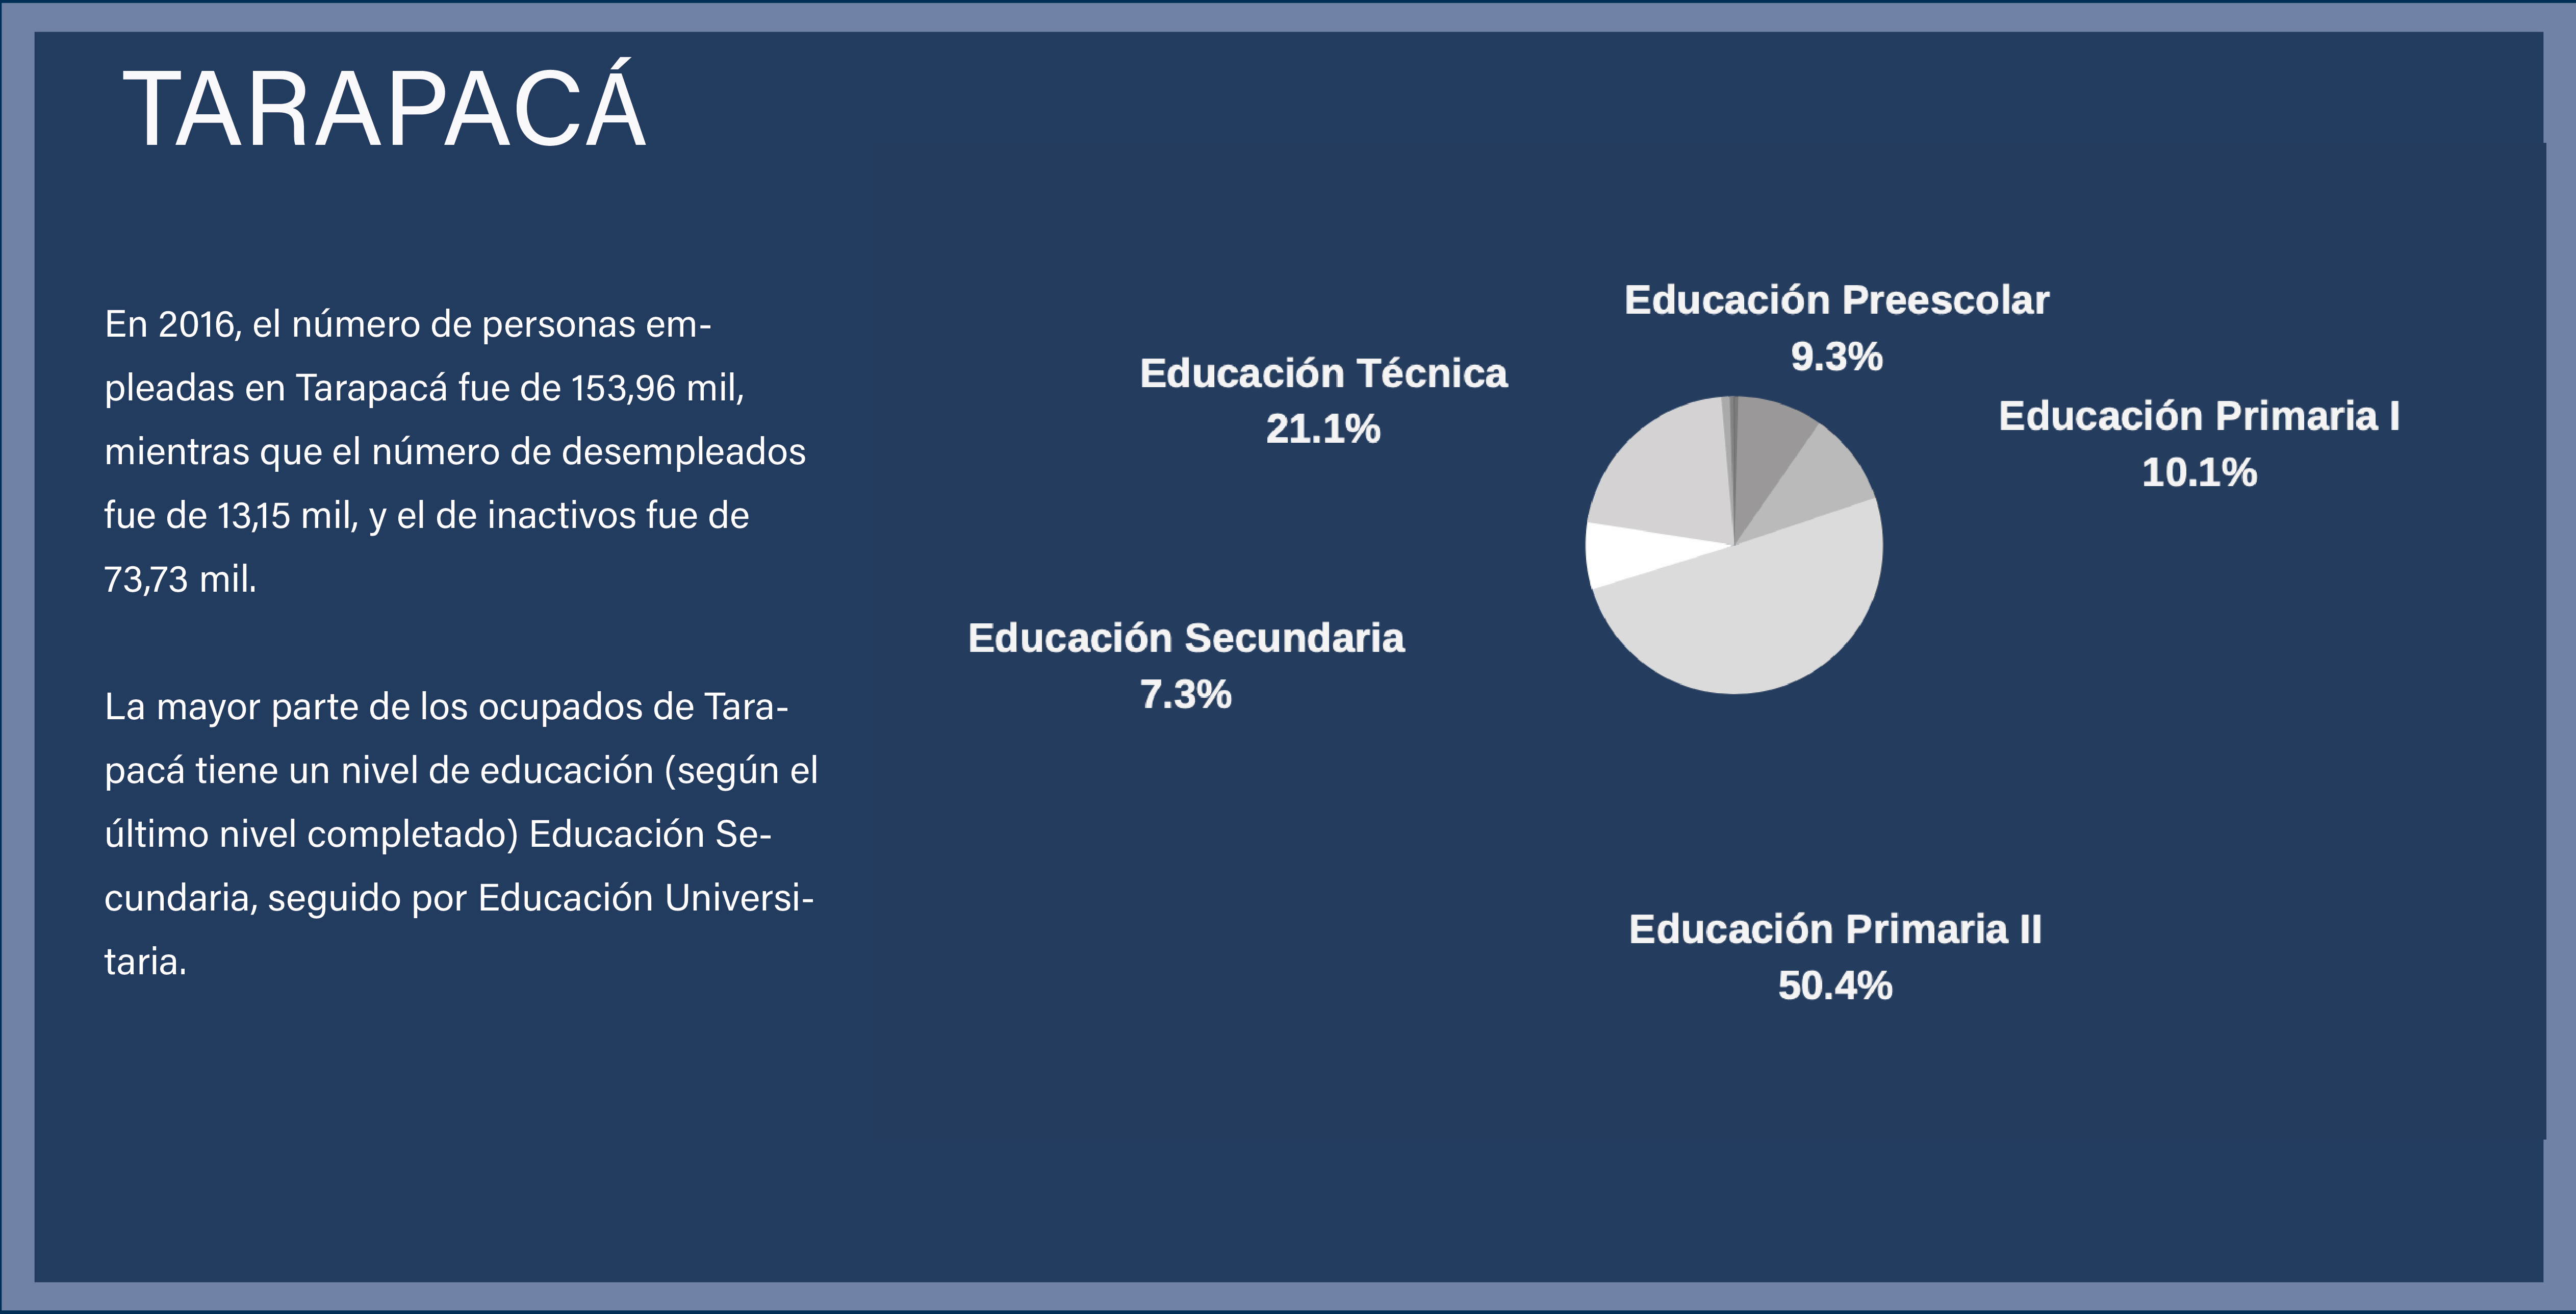 TARAPACÁ
En 2016, el número de personas em-
pleadas en Tarapacá fue de 153,96 mil,
mientras que el número de desempleados
fue de 13,15 mil, y el de inactivos fue de
73,73 mil.
La mayor parte de los ocupados de Tara-
pacá tiene un nivel de educación (según el
último nivel completado) Educación Se-
cundaria, seguido por Educación Universi-
taria.
Educación Preescolar
9.3%
Educación Técnica
21.1%
Educación Primaria I
10.1%
Educación Secundaria
7.3%
Educación Primaria II
50.4%